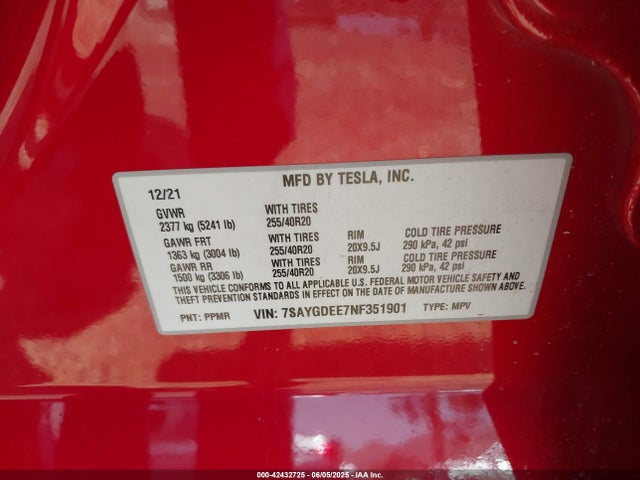 MFD BY TESLA, INC.
12/21
GVWR WITH TIRES
2377 kg (5241 lb) 255/40R20
GAWR FRT WITH TIRES RIM COLD TIRE PRESSURE
1363 kg (3004 lb) 255/40R20 20X9.5J 290 kPa, 42 psi
GAWR RR WITH TIRES RIM COLD TIRE PRESSURE
1500 kg (3306 lb) 255/40R20 20X9.5J 290 kPa, 42 psi
THIS VEHICLE CONFORMS TO ALL APPLICABLE U.S. FEDERAL MOTOR VEHICLE SAFETY AND
THEFT PREVENTION STANDARDS IN EFFECT ON THE DATE OF MANUFACTURE SHOWN ABOVE.
PNT: PPMR VIN: 7SAYGDEE7NF351901 TYPE: MPV
000-42432725 - 06/05/2025 - IAA Inc.